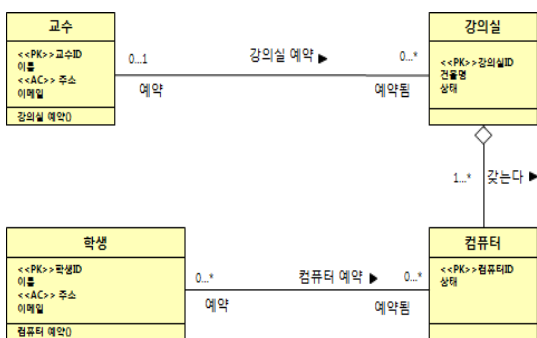 교수
<<PK>>교수ID
이름
<<AC>> 주소
이메일
강의실 예약()
0...1
강의실 예약 ▶
0...*
예약
예약됨
강의실
<<PK>>강의실ID
건물명
상태
1...*
갖는다 ▶
학생
<<PK>>학생ID
이름
<<AC>> 주소
이메일
컴퓨터 예약()
0...*
컴퓨터 예약 ▶
0...*
예약
예약됨
컴퓨터
<<PK>>컴퓨터ID
상태